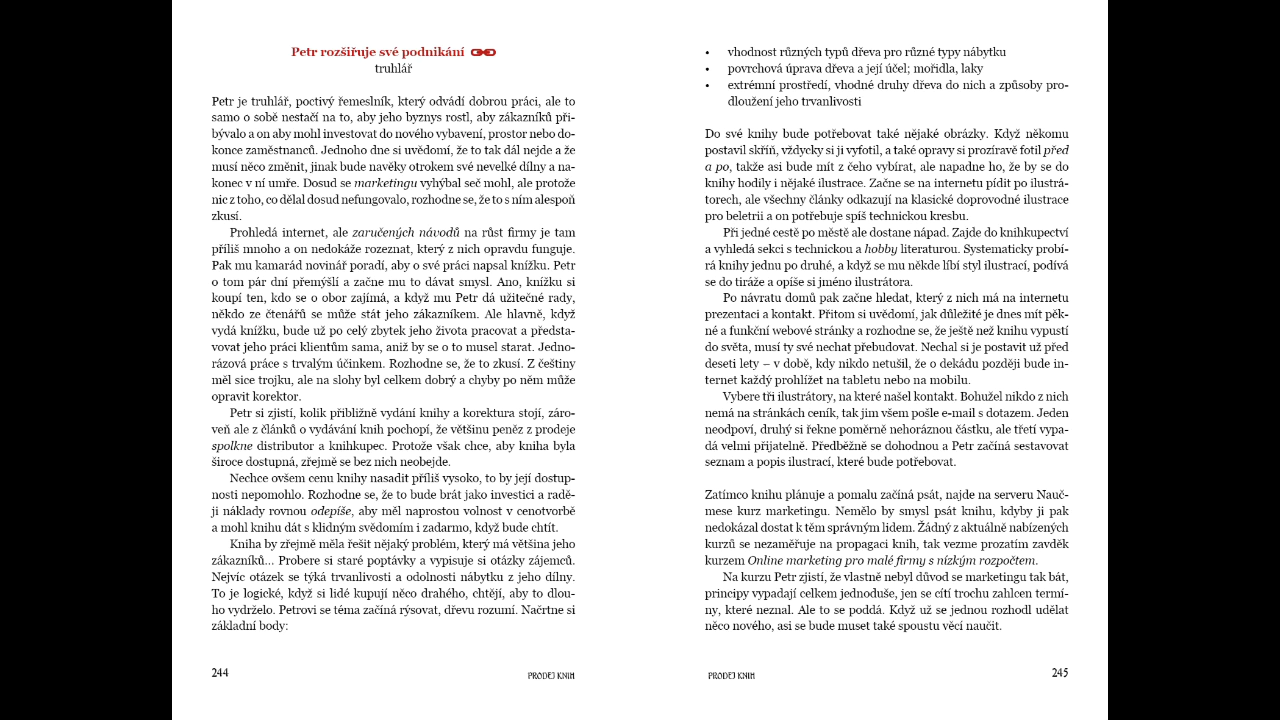 Petr rozšiřuje své podnikání
truhlář
Petr je truhlář, poctivý řemeslník, který odvádí dobrou práci, ale to
samo o sobě nestačí na to, aby jeho byznys rostl, aby zákazníků při-
bývalo a on aby mohl investovat do nového vybavení, prostor nebo do-
konce zaměstnanců. Jednoho dne si uvědomí, že to tak dál nejde a že
musí něco změnit, jinak bude navěky otrokem své nevelké dílny a na-
konec v ní umře. Dosud se marketingu vyhýbal seč mohl, ale protože
nic z toho, co dělal dosud nefungovalo, rozhodne se, že to s ním alespoň
zkusí.
Prohledá internet, ale zaručených návodů na růst firmy je tam
příliš mnoho a on nedokáže rozeznat, který z nich opravdu funguje.
Pak mu kamarád novinář poradí, aby o své práci napsal knížku. Petr
o tom pár dní přemýšlí a začne mu to dávat smysl. Ano, knížku si
koupí ten, kdo se o obor zajímá, a když mu Petr dá užitečné rady,
někdo ze čtenářů se může stát jeho zákazníkem. Ale hlavně, když
vydá knížku, bude už po celý zbytek jeho života pracovat a představ-
vovat jeho práci klientům sama, aniž by se o to musel starat. Jedno-
rázová práce s trvalým účinkem. Rozhodne se, že to zkusí. Z češtiny
měl sice trojku, ale na slohy byl celkem dobrý a chyby po něm může
opravit korektor.
Petr si zjistí, kolik přibližně vydání knihy a korektura stojí, záro-
veň ale z článků o vydávání knih pochopí, že většinu peněz z prodeje
spolkne distributor a knihkupec. Protože však chce, aby kniha byla
široce dostupná, zřejmě se bez nich neobejde.
Nechce ovšem cenu knihy nasadit příliš vysoko, to by její dostup-
nosti nepomohlo. Rozhodne se, že to bude brát jako investici a radě-
ji náklady rovnou odepíše, aby měl naprostou volnost v cenotvorbě
a mohl knihu dát s klidným svědomím i zadarmo, když bude chtít.
Kniha by zřejmě měla řešit nějaký problém, který má většina jeho
zákazníků... Probere si staré poptávky a vypisuje si otázky zájemců.
Nejvíc otázek se týká trvanlivosti a odolnosti nábytku z jeho dílny.
To je logické, když si lidé kupují něco drahého, chtějí, aby to dlou-
ho vydrželo. Petrovi se téma začíná rýsovat, dřevu rozumí. Načrtne si
základní body:
244
PRODEJ KNIH
• vhodnost různých typů dřeva pro různé typy nábytku
• povrchová úprava dřeva a její účel; mořidla, laky
• extrémní prostředí, vhodné druhy dřeva do nich a způsoby pro-
dloužení jeho trvanlivosti
Do své knihy bude potřebovat také nějaké obrázky. Když někomu
postavil skříň, vždycky si ji vyfotil, a také opravy si prozíravě fotil před
a po, takže asi bude mít z čeho vybírat, ale napadne ho, že by se do
knihy hodily i nějaké ilustrace. Začne se na internetu pídit po ilustrá-
torech, ale všechny články odkazují na klasické doprovodné ilustrace
pro beletrii a on potřebuje spíš technickou kresbu.
Při jedné cestě po městě ale dostane nápad. Zajde do knihkupectví
a vyhledá sekci s technickou a hobby literaturou. Systematicky probí-
rá knihy jednu po druhé, a když se mu někde líbí styl ilustrací, podívá
se do tiráže a opíše si jméno ilustrátora.
Po návratu domů pak začne hledat, který z nich má na internetu
prezentaci a kontakt. Přitom si uvědomí, jak důležité je dnes mít pěk-
né a funkční webové stránky a rozhodne se, že ještě než knihu vypustí
do světa, musí ty své nechat přebudovat. Nechal si je postavit už před
deseti lety – v době, kdy nikdo netušil, že o dekádu později bude in-
ternet každý prohlížet na tabletu nebo na mobilu.
Vybere tři ilustrátory, na které našel kontakt. Bohužel nikdo z nich
nemá na stránkách ceník, tak jim všem pošle e-mail s dotazem. Jeden
neodpoví, druhý si řekne poměrně nehoráznou částku, ale třetí vypa-
dá velmi přijatelně. Předběžně se dohodnou a Petr začíná sestavovat
seznam a popis ilustrací, které bude potřebovat.
Zatímco knihu plánuje a pomalu začíná psát, najde na serveru Nauč-
mese kurz marketingu. Nemělo by smysl psát knihu, kdyby ji pak
nedokázal dostat k těm správným lidem. Žádný z aktuálně nabízených
kurzů se nezaměřuje na propagaci knih, tak vezme prozatím zavděk
kurzem Online marketing pro malé firmy s nízkým rozpočtem.
Na kurzu Petr zjistí, že vlastně nebyl důvod se marketingu tak bát,
principy vypadají celkem jednoduše, jen se cítí trochu zahlcen termí-
ny, které neznal. Ale to se poddá. Když už se jednou rozhodl udělat
něco nového, asi se bude muset také spoustu věcí naučit.
PRODEJ KNIH
245